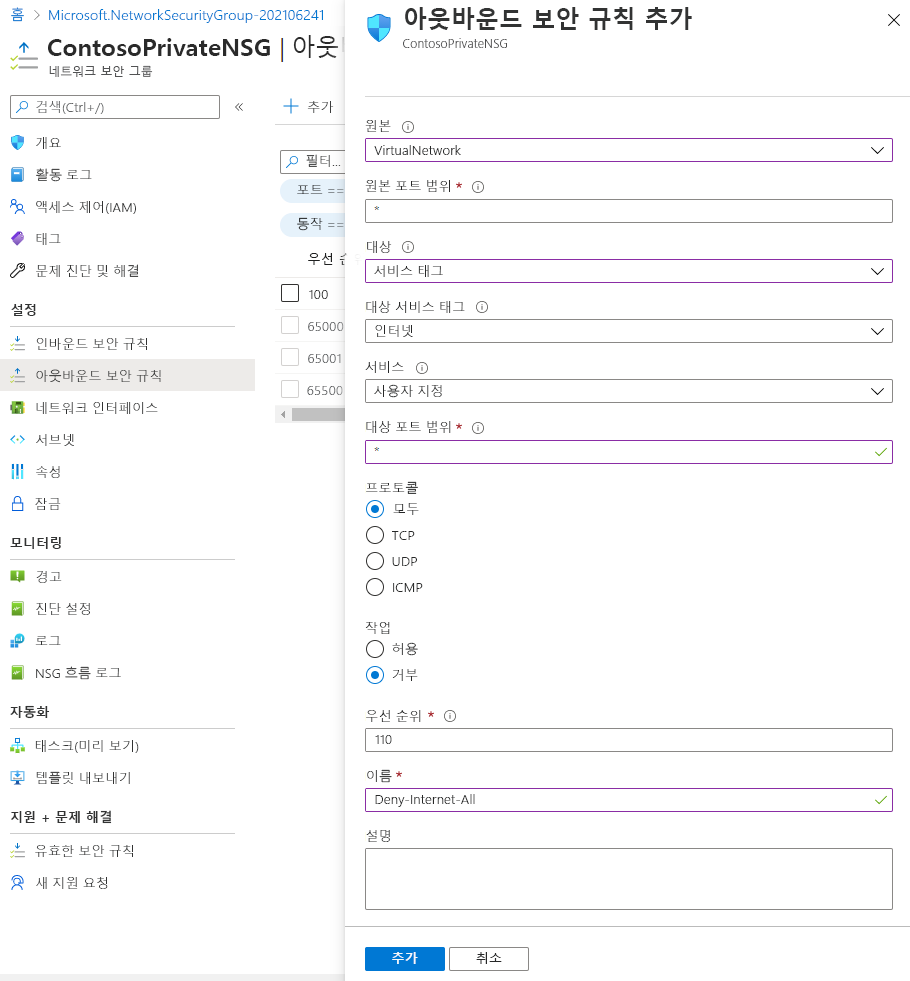 홈
Microsoft.NetworkSecurityGroup-202106241
ContosoPrivateNSG | 아웃
네트워크 보안 그룹
검색(Ctrl+/)
«
개요
활동 로그
액세스 제어(IAM)
태그
문제 진단 및 해결
설정
인바운드 보안 규칙
아웃바운드 보안 규칙
네트워크 인터페이스
서브넷
속성
잠금
모니터링
경고
진단 설정
로그
NSG 흐름 로그
자동화
태스크(미리 보기)
템플릿 내보내기
지원 + 문제 해결
유효한 보안 규칙
새 지원 요청
추가
필터...
포트 ==
동작 ==
우선 순
100
65000
65001
65500
아웃바운드 보안 규칙 추가
ContosoPrivateNSG
원본
VirtualNetwork
원본 포트 범위 *
*
대상
서비스 태그
대상 서비스 태그
인터넷
서비스
사용자 지정
대상 포트 범위 *
*
프로토콜
모두
TCP
UDP
ICMP
작업
허용
거부
우선 순위 *
110
이름 *
Deny-Internet-All
설명
추가
취소